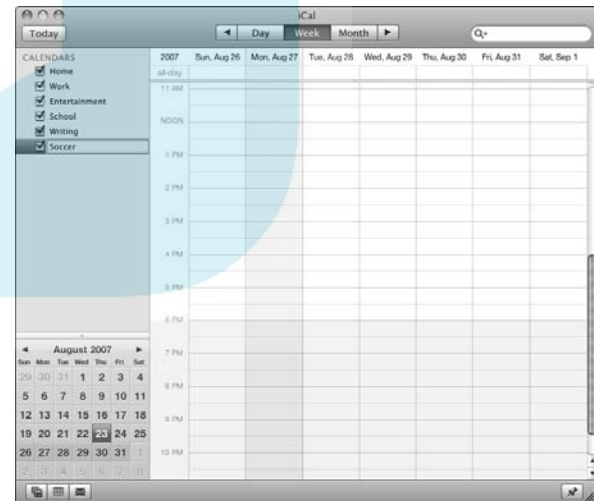 iCal
Today
Day Week Month
Q
CALENDARS
Home
Work
Entertainment
School
Writing
Soccer
2007 Sun, Aug 26 Mon, Aug 27 Tue, Aug 28 Wed, Aug 29 Thu, Aug 30 Fri, Aug 31 Sat, Sep 1
all-day
11 AM
NOON
1 PM
2 PM
3 PM
4 PM
5 PM
6 PM
7 PM
8 PM
9 PM
10 PM
August 2007
Sun Mon Tue Wed Thu Fri Sat
29 30 31 1 2 3 4
5 6 7 8 9 10 11
12 13 14 15 16 17 18
19 20 21 22 23 24 25
26 27 28 29 30 31 1
2 3 4 5 6 7 8